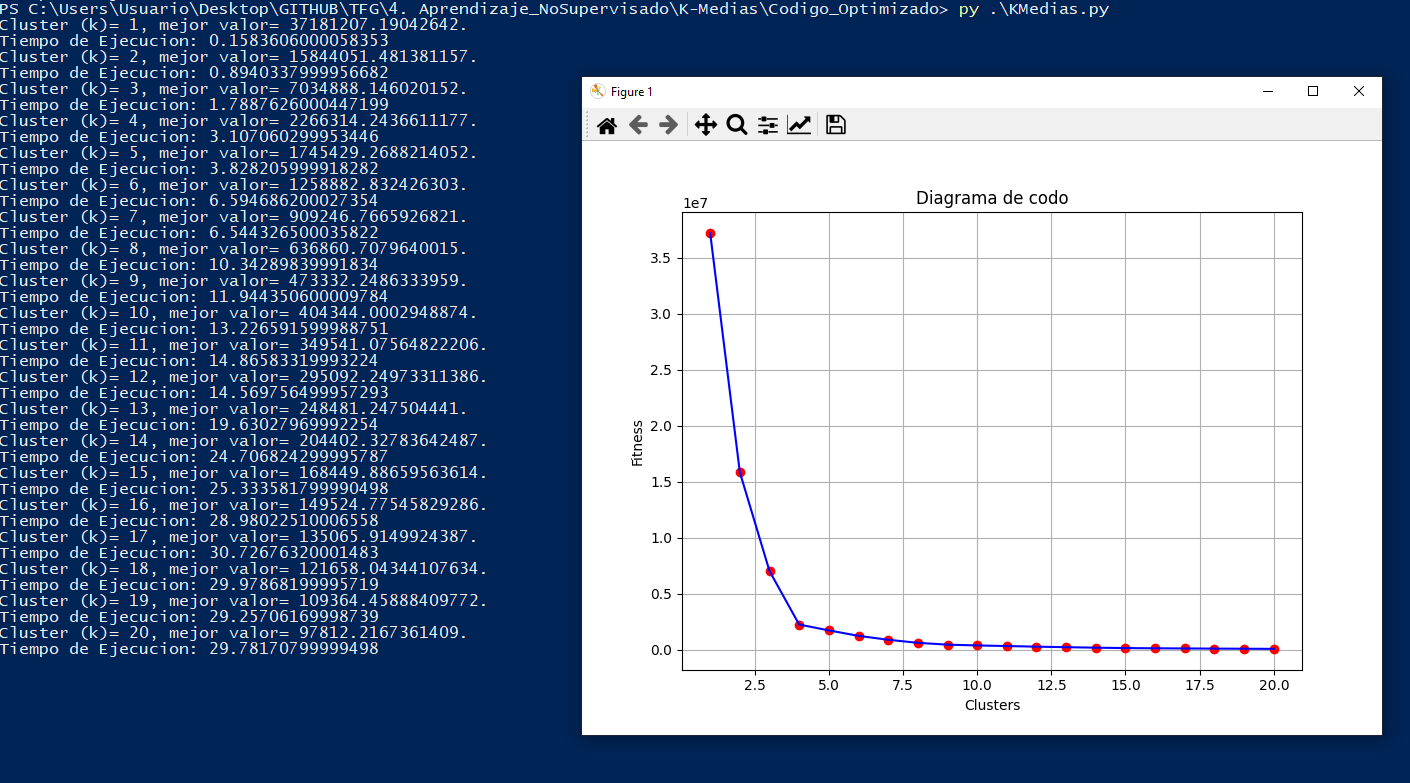 PS C:\Users\Usuario\Desktop\GITHUB\TFG\4. Aprendizaje_NoSupervisado\K-Medias\Codigo_Optimizado> py .\KMedias.py
Cluster (k)= 1, mejor valor= 37181207.19042642.
Tiempo de Ejecucion: 0.1583606000058353
Cluster (k)= 2, mejor valor= 15844051.481381157.
Tiempo de Ejecucion: 0.8940337999956682
Cluster (k)= 3, mejor valor= 7034888.146020152.
Tiempo de Ejecucion: 1.7887626000447199
Cluster (k)= 4, mejor valor= 2266314.2436611177.
Tiempo de Ejecucion: 3.107060299953446
Cluster (k)= 5, mejor valor= 1745429.2688214052.
Tiempo de Ejecucion: 3.828205999918282
Cluster (k)= 6, mejor valor= 1258882.832426303.
Tiempo de Ejecucion: 6.594686200027354
Cluster (k)= 7, mejor valor= 909246.7665926821.
Tiempo de Ejecucion: 6.544326500035822
Cluster (k)= 8, mejor valor= 636860.7079640015.
Tiempo de Ejecucion: 10.34289839991834
Cluster (k)= 9, mejor valor= 473332.2486333959.
Tiempo de Ejecucion: 11.944350600009784
Cluster (k)= 10, mejor valor= 404344.0002948874.
Tiempo de Ejecucion: 13.226591599988751
Cluster (k)= 11, mejor valor= 349541.07564822206.
Tiempo de Ejecucion: 14.86583319993224
Cluster (k)= 12, mejor valor= 295092.24973311386.
Tiempo de Ejecucion: 14.569756499957293
Cluster (k)= 13, mejor valor= 248481.247504441.
Tiempo de Ejecucion: 19.63027969992254
Cluster (k)= 14, mejor valor= 204402.32783642487.
Tiempo de Ejecucion: 24.706824299995787
Cluster (k)= 15, mejor valor= 168449.88659563614.
Tiempo de Ejecucion: 25.333581799990498
Cluster (k)= 16, mejor valor= 149524.77545829286.
Tiempo de Ejecucion: 28.98022510006558
Cluster (k)= 17, mejor valor= 135065.9149924387.
Tiempo de Ejecucion: 30.72676320001483
Cluster (k)= 18, mejor valor= 121658.04344107634.
Tiempo de Ejecucion: 29.97868199995719
Cluster (k)= 19, mejor valor= 109364.45888409772.
Tiempo de Ejecucion: 29.25706169998739
Cluster (k)= 20, mejor valor= 97812.2167361409.
Tiempo de Ejecucion: 29.78170799999498
Figure 1
Diagrama de codo
1e7
3.5
3.0
2.5
2.0
1.5
1.0
0.5
0.0
Fitness
2.5 5.0 7.5 10.0 12.5 15.0 17.5 20.0
Clusters